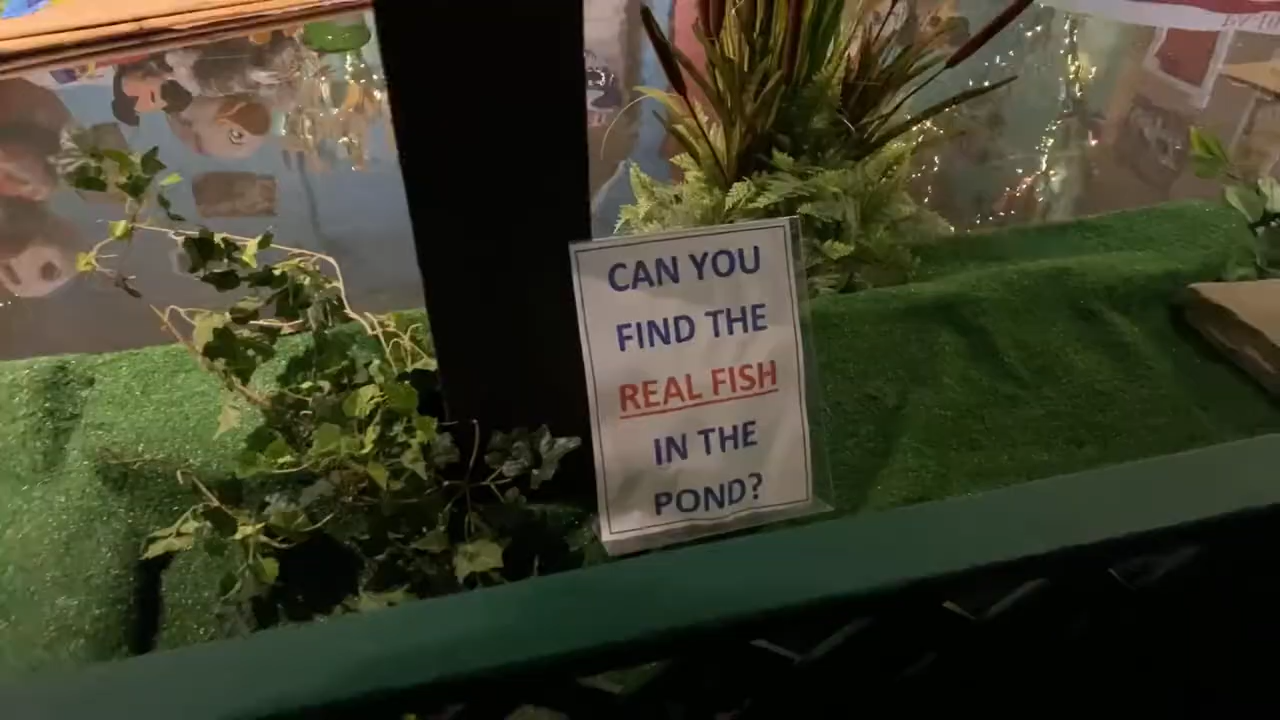 CAN YOU
FIND THE
REAL FISH
IN THE
POND?